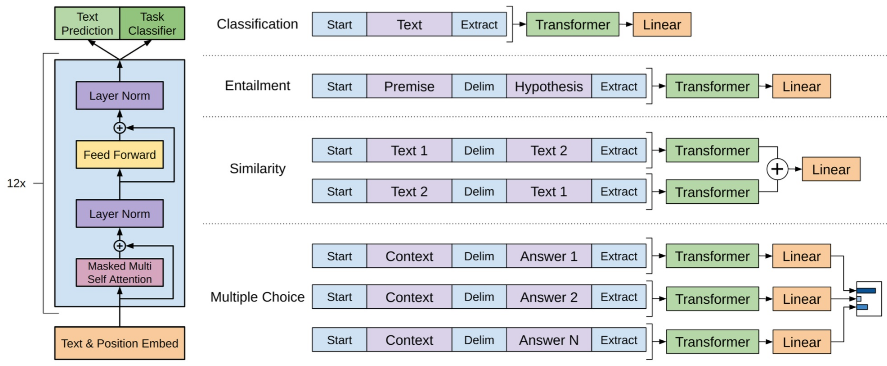 Text Prediction
Task Classifier
12x
Layer Norm
Feed Forward
Layer Norm
Masked Multi
Self Attention
Text & Position Embed
Classification
Start Text Extract Transformer Linear
Entailment
Start Premise Delim Hypothesis Extract Transformer Linear
Similarity
Start Text 1 Delim Text 2 Extract Transformer
Start Text 2 Delim Text 1 Extract Transformer
+ Linear
Multiple Choice
Start Context Delim Answer 1 Extract Transformer Linear
Start Context Delim Answer 2 Extract Transformer Linear
Start Context Delim Answer N Extract Transformer Linear